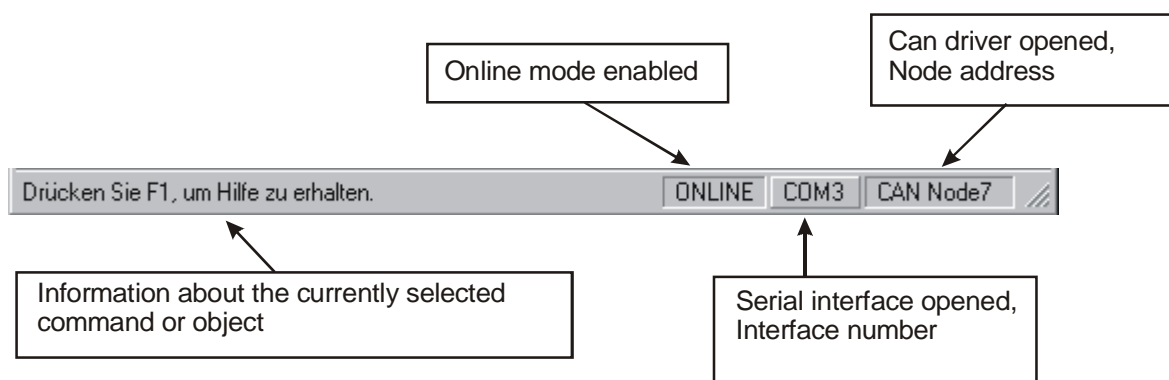 Can driver opened,
Node address
Online mode enabled
Drücken Sie F1, um Hilfe zu erhalten.
ONLINE
COM3
CAN Node7
Information about the currently selected
command or object
Serial interface opened,
Interface number